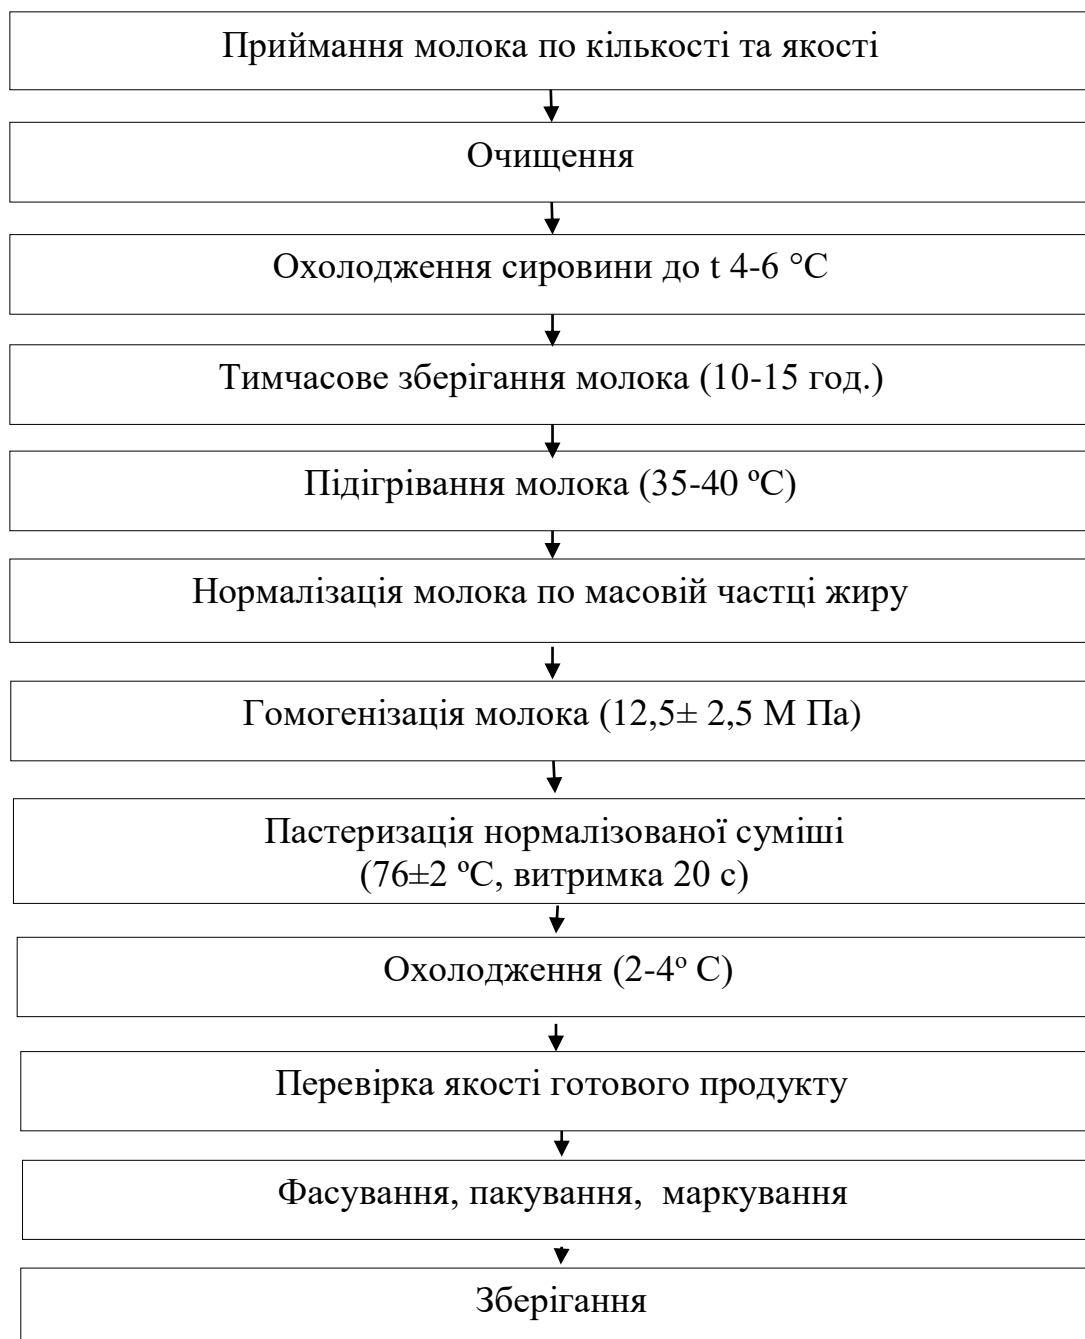 Приймання молока по кількості та якості
Очищення
Охолодження сировини до t 4-6 °С
Тимчасове зберігання молока (10-15 год.)
Підігрівання молока (35-40 ºС)
Нормалізація молока по масовій частці жиру
Гомогенізація молока (12,5± 2,5 М Па)
Пастеризація нормалізованої суміші
(76±2 ºС, витримка 20 с)
Охолодження (2-4º С)
Перевірка якості готового продукту
Фасування, пакування,  маркування
Зберігання